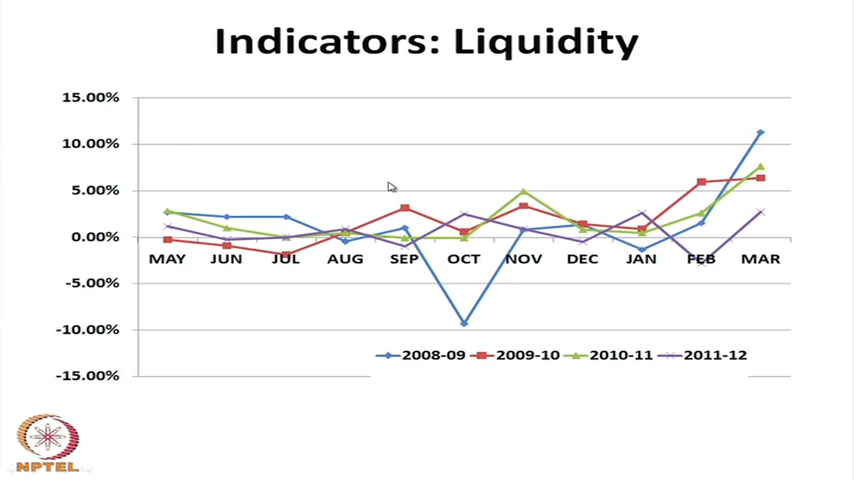 Indicators: Liquidity
15.00%
10.00%
5.00%
0.00%
MAY JUN JUL AUG SEP OCT NOV DEC JAN FEB MAR
-5.00%
-10.00%
2008-09 2009-10 2010-11 2011-12
-15.00%
NPTEL